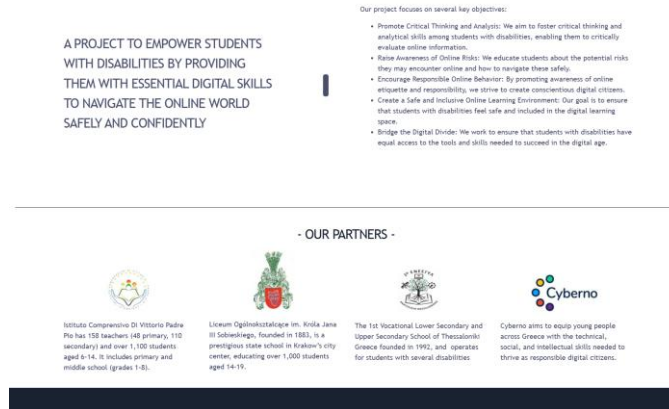 A PROJECT TO EMPOWER STUDENTS
WITH DISABILITIES BY PROVIDING
THEM WITH ESSENTIAL DIGITAL SKILLS
TO NAVIGATE THE ONLINE WORLD
SAFELY AND CONFIDENTLY
Our project focuses on several key objectives:
• Promote Critical Thinking and Analysis: We aim to foster critical thinking and
analytical skills among students with disabilities, enabling them to critically
evaluate online information.
• Raise Awareness of Online Risks: We educate students about the potential risks
they may encounter online and how to navigate these safely.
• Encourage Responsible Online Behavior: By promoting awareness of online
etiquette and responsibility, we strive to create conscientious digital citizens.
• Create a Safe and Inclusive Online Learning Environment: Our goal is to ensure
that students with disabilities feel safe and included in the digital learning
space.
• Bridge the Digital Divide: We work to ensure that students with disabilities have
equal access to the tools and skills needed to succeed in the digital age.
- OUR PARTNERS -
Istituto Comprensivo Di Vittorio Padre
Pio has 158 teachers (48 primary, 110
secondary) and over 1,100 students
aged 6-14. It includes primary and
middle school (grades 1-8).
Liceum Ogólnokształcące im. Króla Jana
III Sobieskiego, founded in 1883, is a
prestigious state school in Krakow's city
center, educating over 1,000 students
aged 14-19.
The 1st Vocational Lower Secondary and
Upper Secondary School of Thessaloniki
Greece founded in 1992, and operates
for students with several disabilities
Cyberno
Cyberno aims to equip young people
across Greece with the technical,
social, and intellectual skills needed to
thrive as responsible digital citizens.